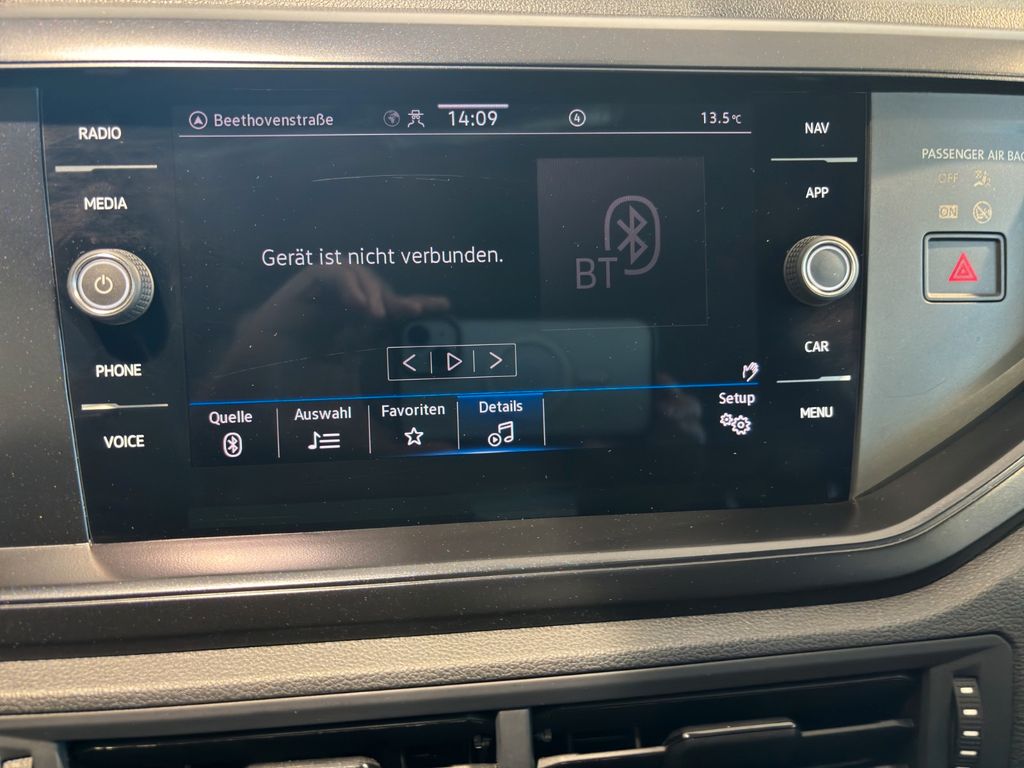 Beethovenstraße 14:09 4 13.5°C
RADIO
MEDIA
PHONE
VOICE
Gerät ist nicht verbunden.
BT
Quelle
Auswahl
Favoriten
Details
Setup
NAV
APP
CAR
MENU
PASSENGER AIR BAG
OFF
ON